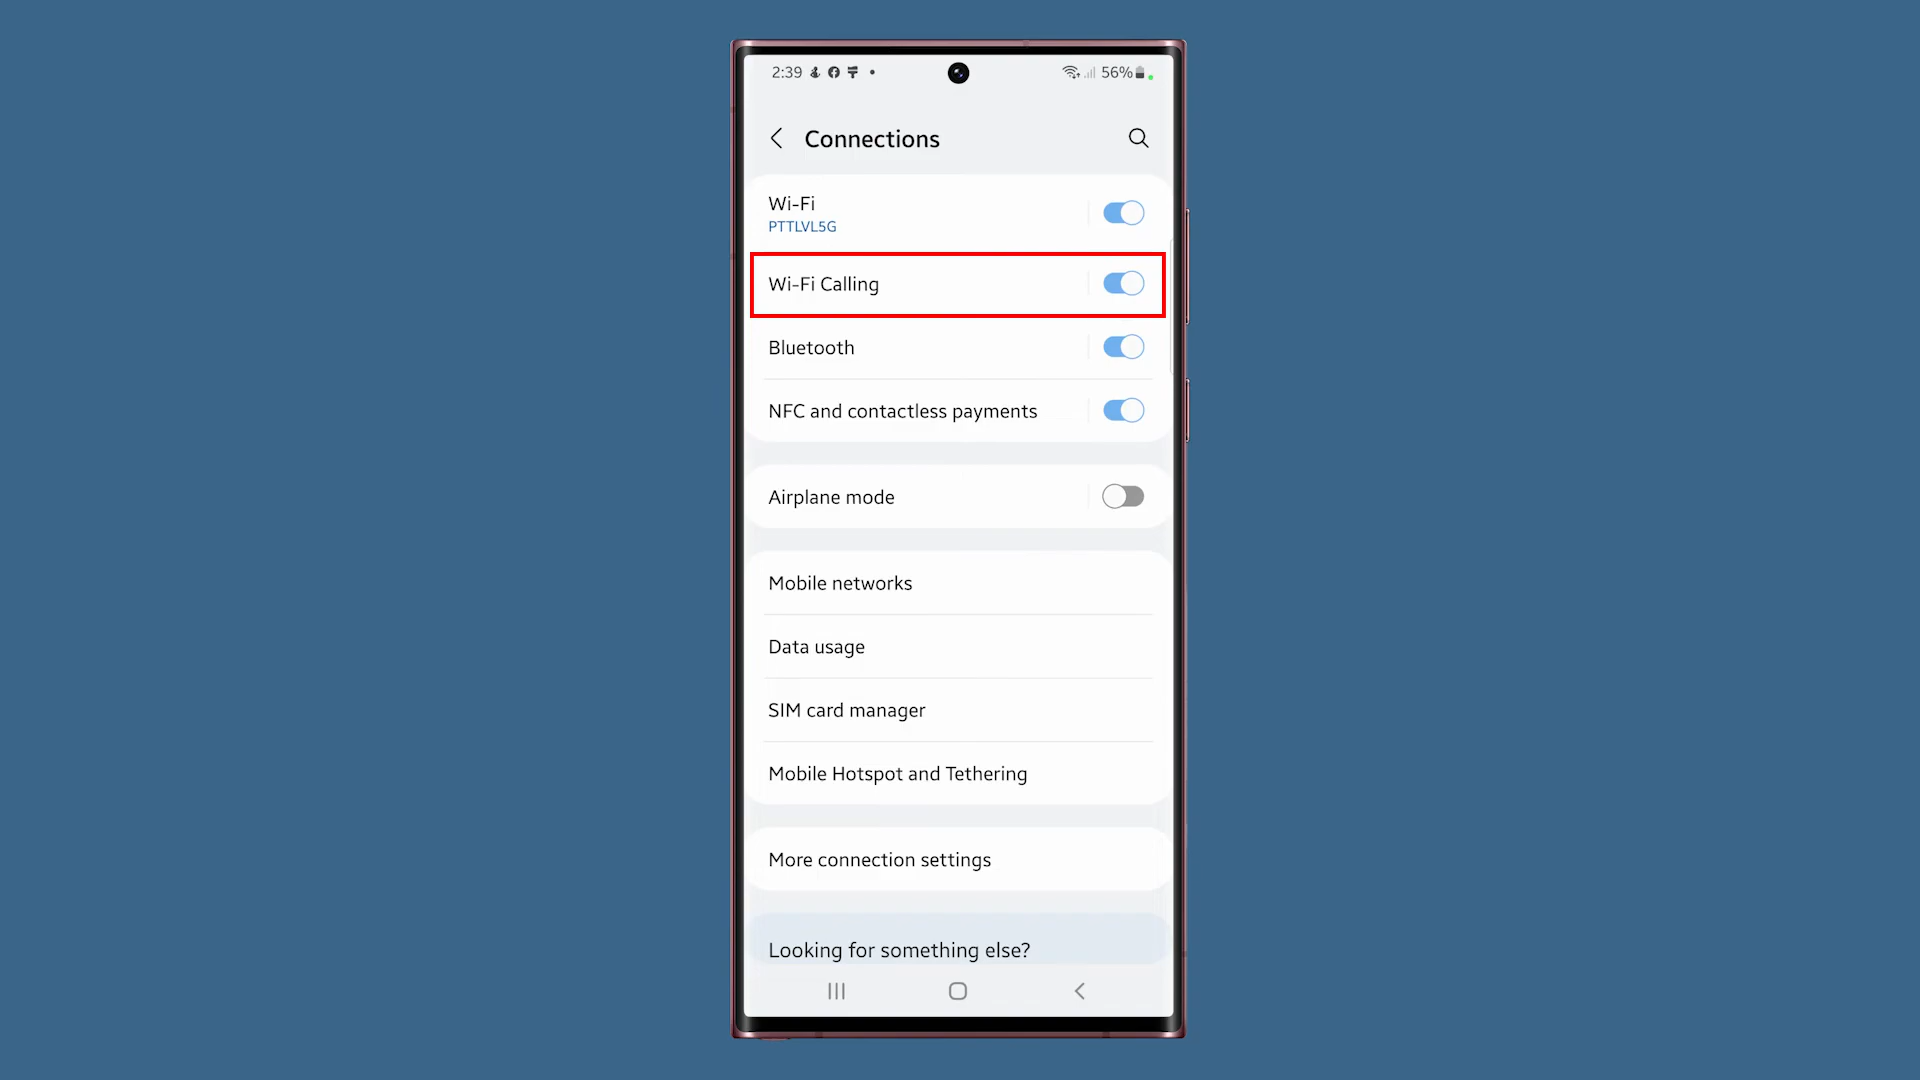 2:39
56%
Connections
Wi-Fi
PTTLVL5G
Wi-Fi Calling
Bluetooth
NFC and contactless payments
Airplane mode
Mobile networks
Data usage
SIM card manager
Mobile Hotspot and Tethering
More connection settings
Looking for something else?